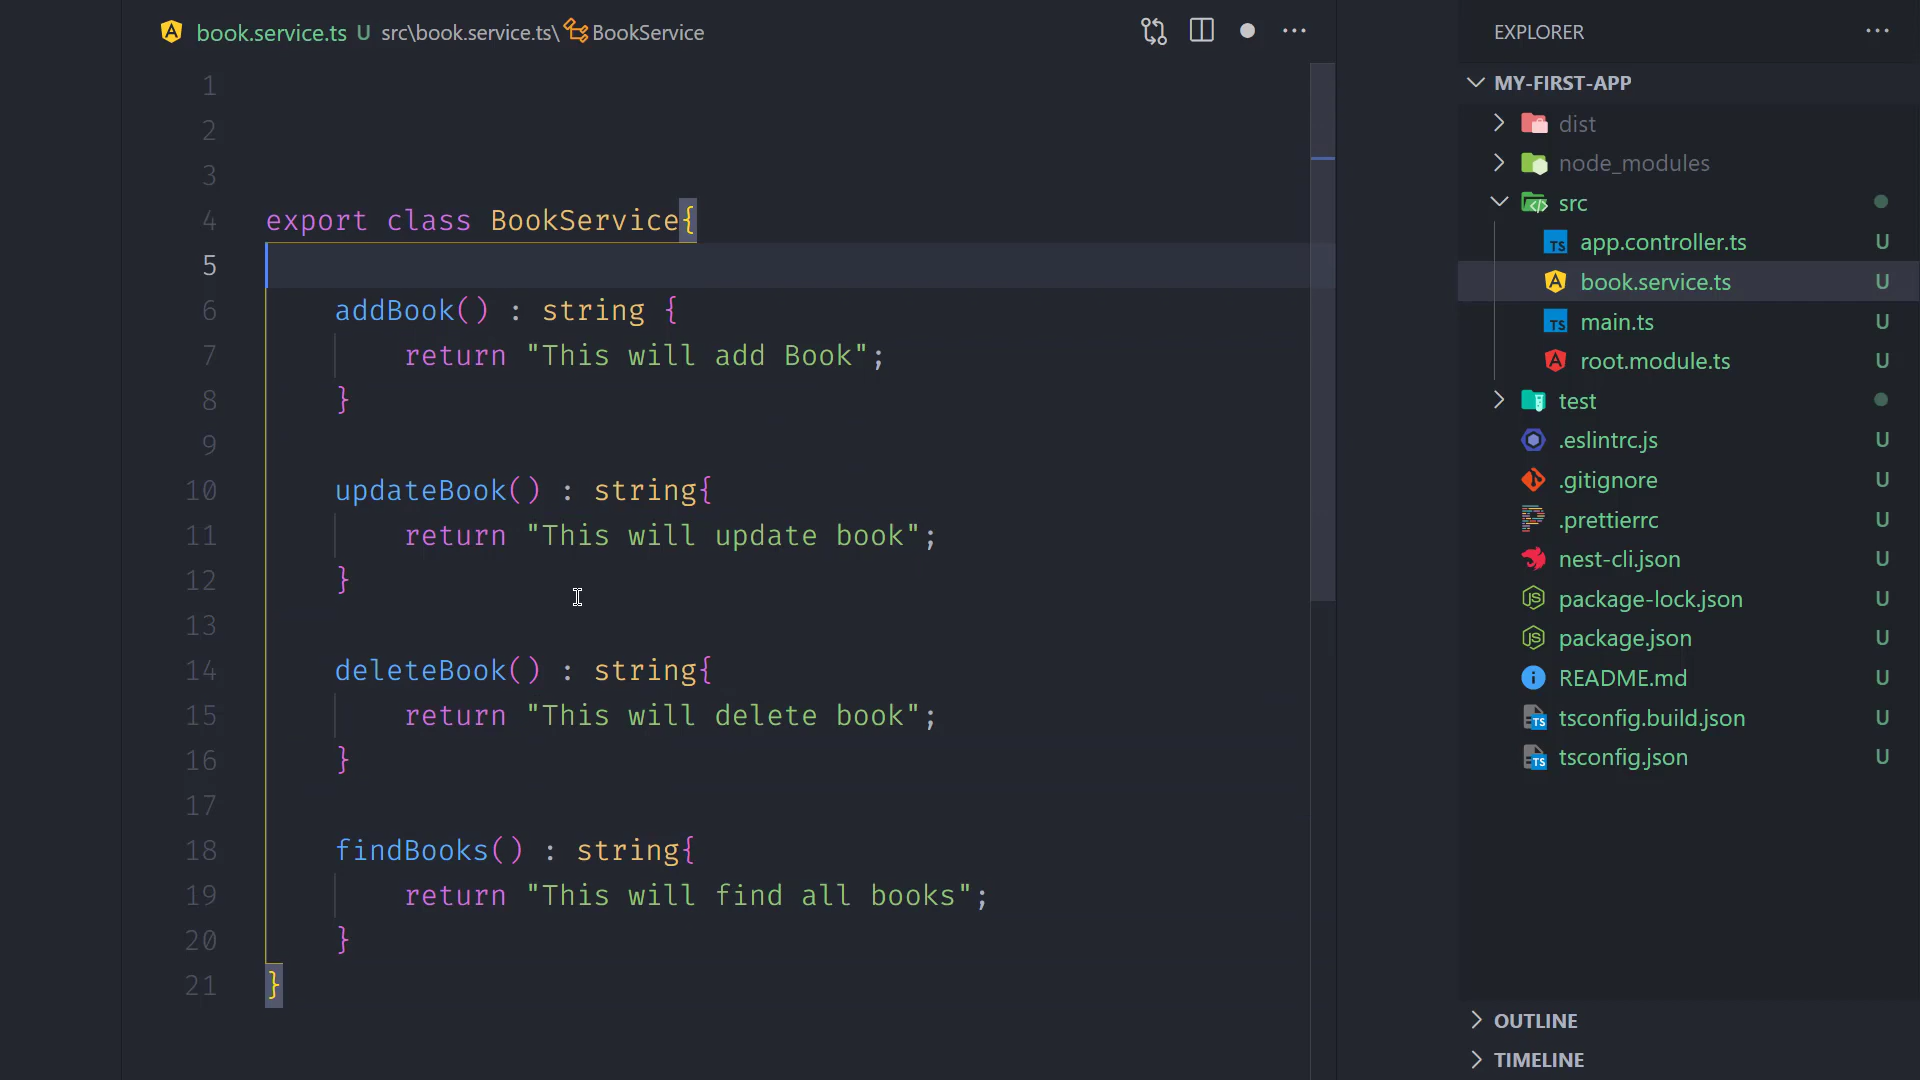 book.service.ts U src\book.service.ts\ BookService
1
2
3
4 export class BookService{
5
6 addBook() : string {
7 return "This will add Book";
8 }
9
10 updateBook() : string{
11 return "This will update book";
12 }
13
14 deleteBook() : string{
15 return "This will delete book";
16 }
17
18 findBooks() : string{
19 return "This will find all books";
20 }
21 }
EXPLORER
MY-FIRST-APP
dist
node_modules
src
TS app.controller.ts U
book.service.ts U
TS main.ts U
root.module.ts U
test
.eslintrc.js U
.gitignore U
.prettierrc U
nest-cli.json U
package-lock.json U
package.json U
README.md U
TS tsconfig.build.json U
TS tsconfig.json U
OUTLINE
TIMELINE